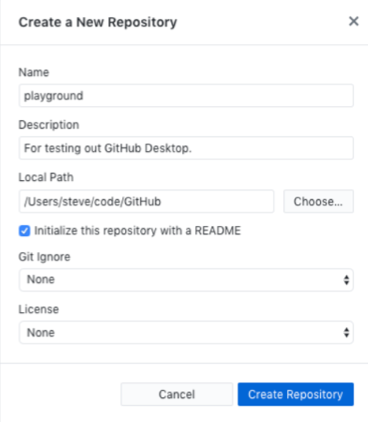 Create a New Repository
Name
playground
Description
For testing out GitHub Desktop.
Local Path
/Users/steve/code/GitHub
Choose...
Initialize this repository with a README
Git Ignore
None
License
None
Cancel
Create Repository